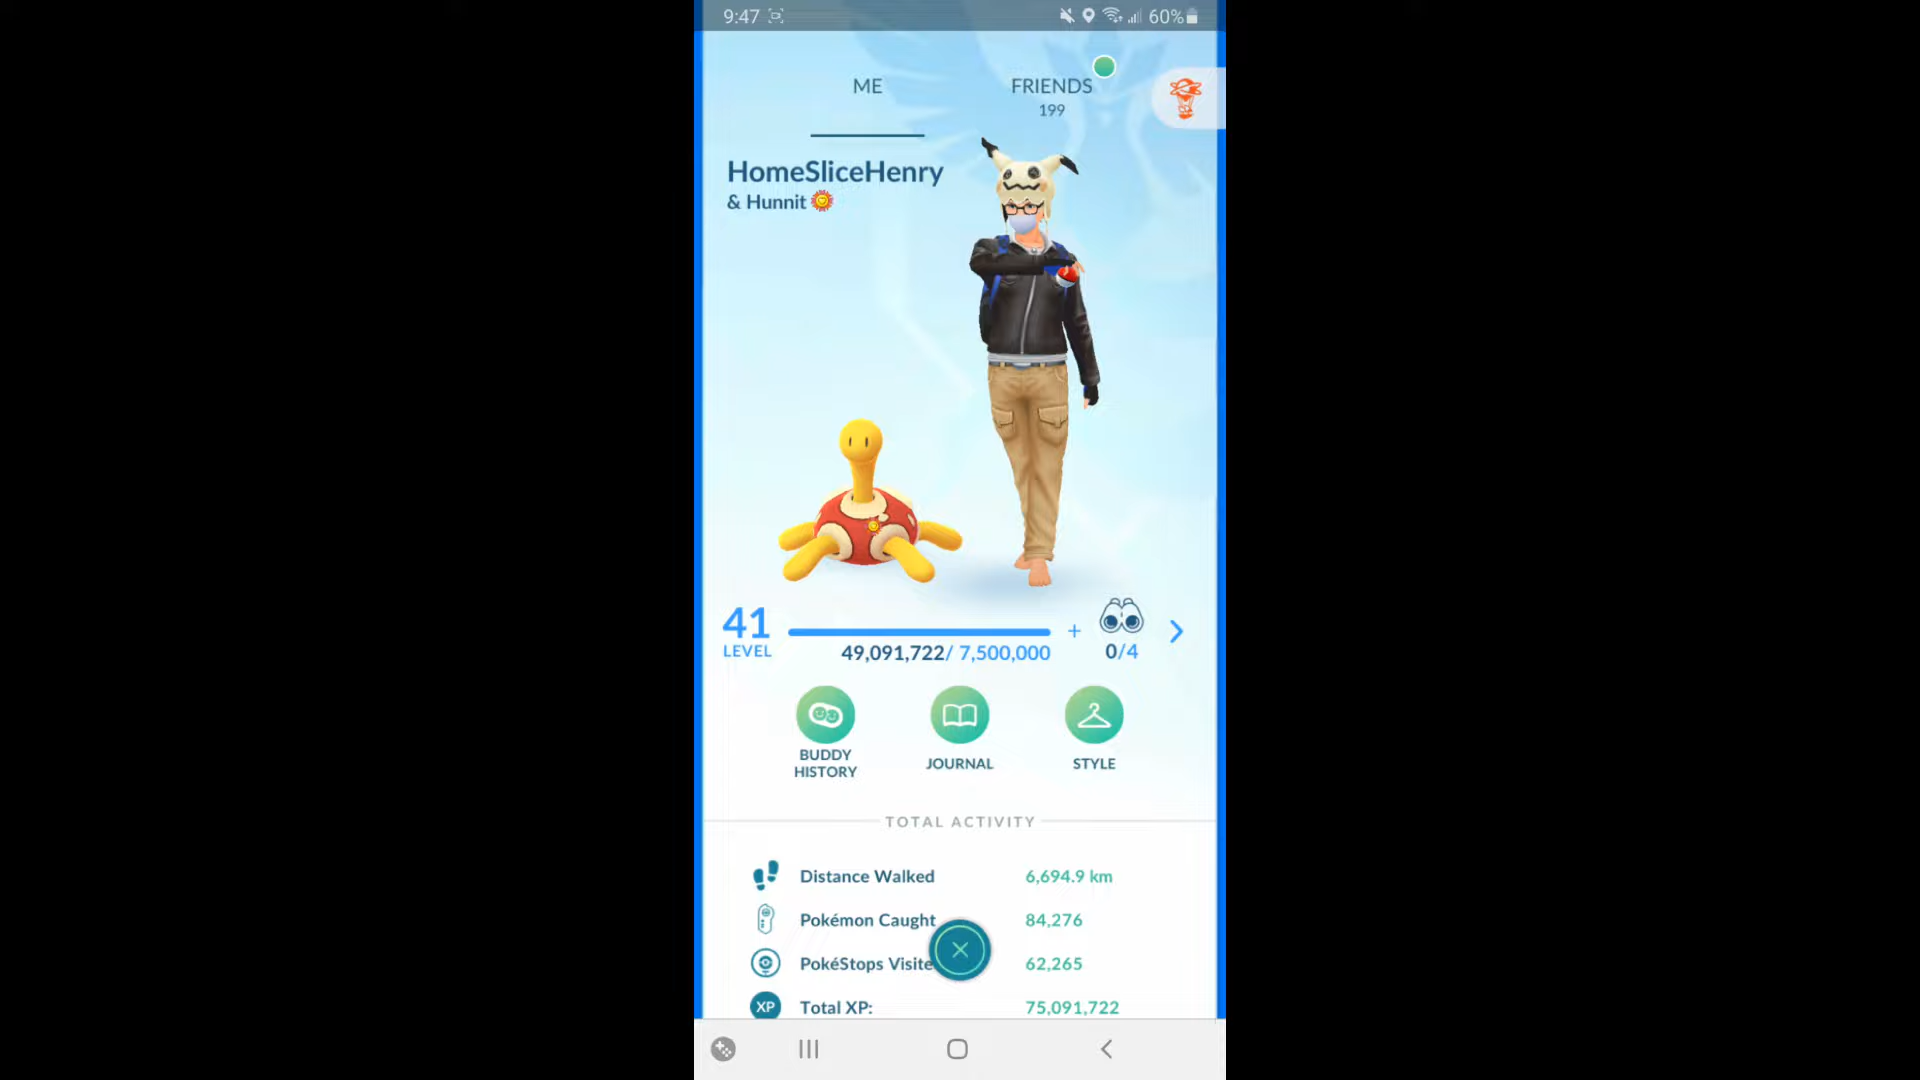 9:47
60%
ME
FRIENDS
199
HomeSliceHenry
& Hunnit
41
LEVEL
49,091,722/ 7,500,000
+
0/4
BUDDY
HISTORY
JOURNAL
STYLE
TOTAL ACTIVITY
Distance Walked 6,694.9 km
Pokémon Caught 84,276
PokéStops Visite 62,265
XP Total XP: 75,091,722